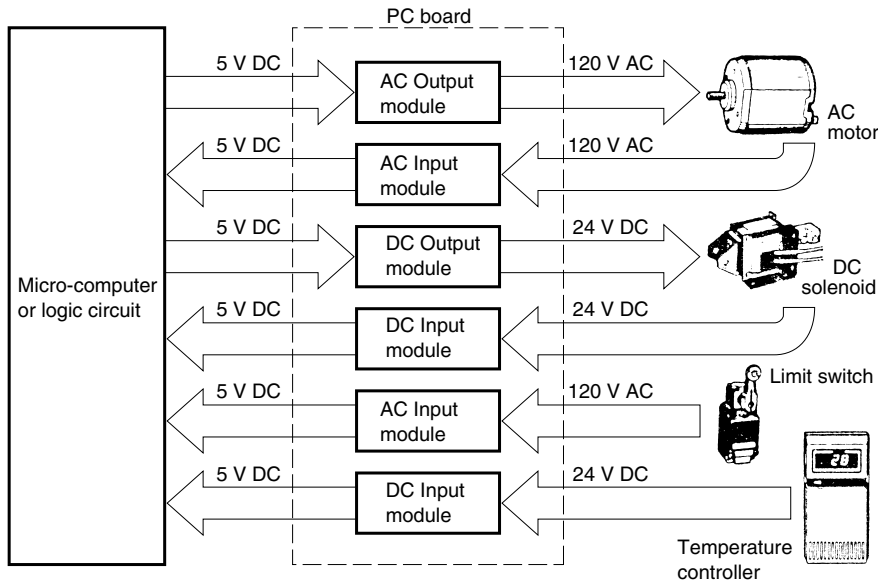 PC board
5 V DC
AC Output
module
120 V AC
AC
motor
5 V DC
AC Input
module
120 V AC
5 V DC
DC Output
module
24 V DC
DC
solenoid
Micro-computer
or logic circuit
5 V DC
DC Input
module
24 V DC
5 V DC
AC Input
module
120 V AC
Limit switch
5 V DC
DC Input
module
24 V DC
28
Temperature
controller